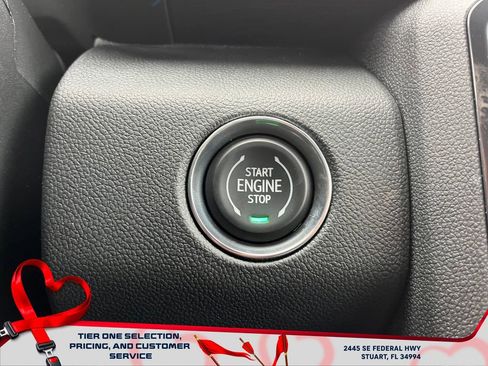 START
ENGINE
STOP
TIER ONE SELECTION,
PRICING, AND CUSTOMER
SERVICE
2445 SE FEDERAL HWY
STUART, FL 34994